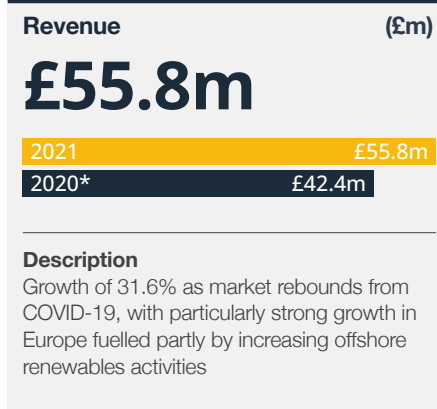 Revenue (£m)
£55.8m
2021 £55.8m
2020* £42.4m
Description
Growth of 31.6% as market rebounds from
COVID-19, with particularly strong growth in
Europe fuelled partly by increasing offshore
renewables activities